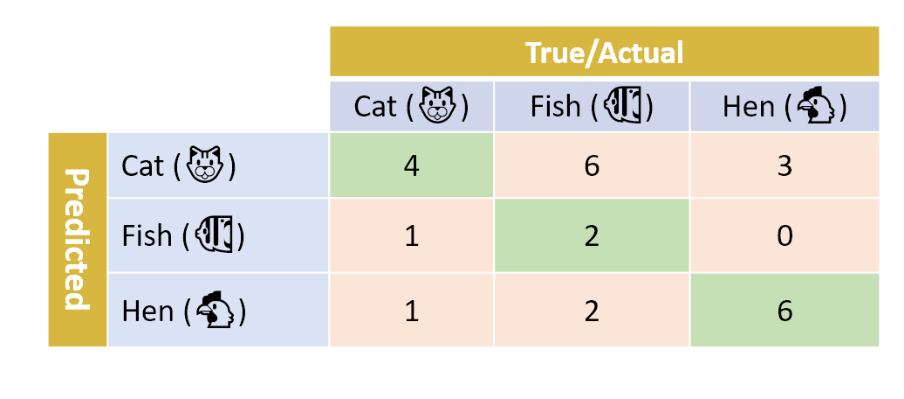 True/Actual
Cat () Fish () Hen ()
Predicted
Cat () 4 6 3
Fish () 1 2 0
Hen () 1 2 6